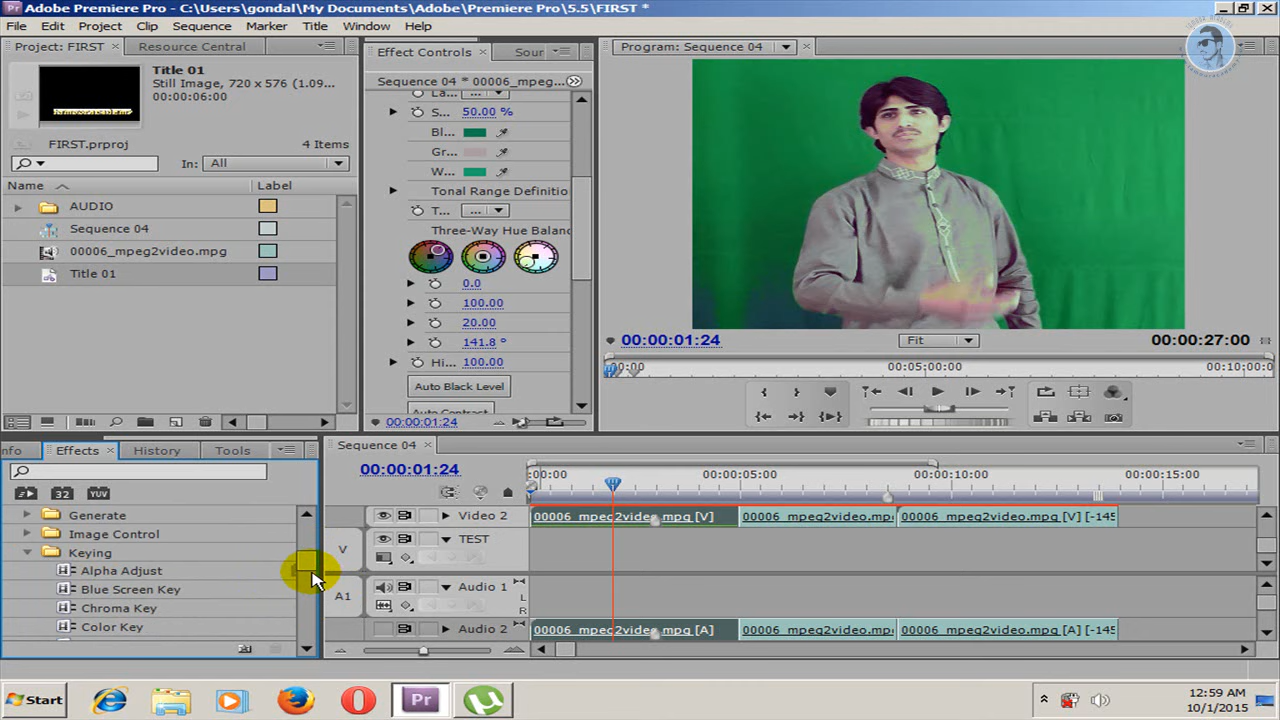 Adobe Premiere Pro - C:\Users\gondal\My Documents\Adobe\Premiere Pro\5.5\FIRST *
File Edit Project Clip Sequence Marker Title Window Help
Project: FIRST Resource Central
Title 01
Still Image, 720 x 576 (1.09...
00:00:06:00
FIRST.prproj 4 Items
In: All
Name Label
AUDIO
Sequence 04
00006_mpeg2video.mpg
Title 01
Effect Controls Sour
Sequence 04 * 00006_mpeg...
La...
S... 50.00 %
Bl...
Gr...
W...
Tonal Range Definitio
T... ...
Three-Way Hue Balanc
0.0
100.00
20.00
141.8 °
Hi... 100.00
Auto Black Level
Auto Contrast
00:00:01:24
Program: Sequence 04
00:00:01:24 Fit 00:00:27:00
00:00 00:05:00:00 00:10:00:0
nfo Effects History Tools
32 YUV
Generate
Image Control
Keying
Alpha Adjust
Blue Screen Key
Chroma Key
Color Key
Sequence 04
00:00:01:24
:00:00 00:00:05:00 00:00:10:00 00:00:15:00
Video 2 00006_mpeg2video.mpg [V] 00006_mpeg2video.mp 00006_mpeg2video.mpg [V] [-145
V TEST
A1 Audio 1 L R
Audio 2 00006_mpeg2video.mpg [A] 00006_mpeg2video.mp 00006_mpeg2video.mpg [A] [-145
Start Pr 12:59 AM
10/1/2015